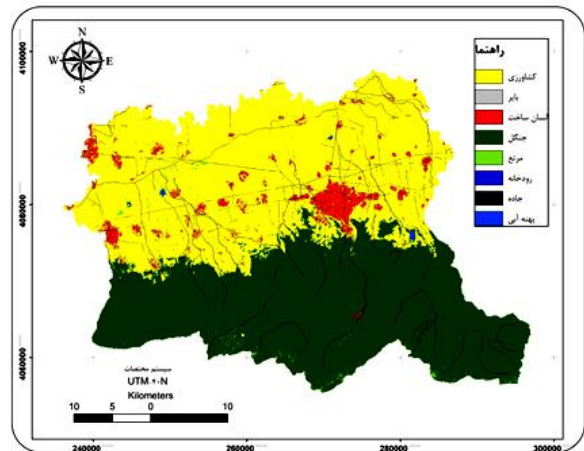 N
W E
S
راهنما
کشاورزی
بایر
انسان ساخت
جنگل
مرتع
رودخانه
جاده
پهنه آبی
4100000
4080000
4060000
سیستم مختصات
UTM-۴۰N
Kilometers
10 5 0 10
240000 260000 280000 300000